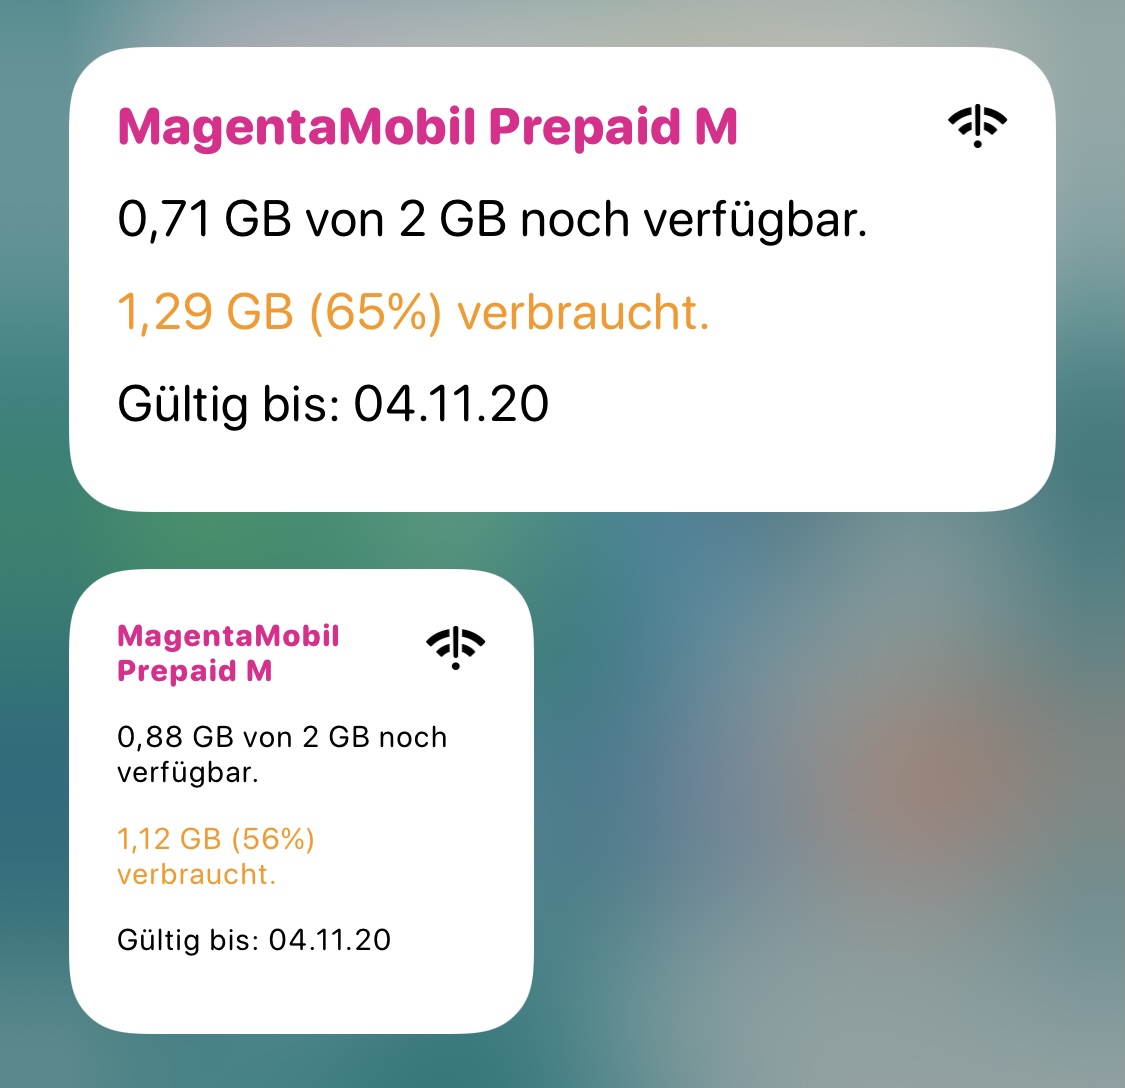 MagentaMobil Prepaid M
0,71 GB von 2 GB noch verfügbar.
1,29 GB (65%) verbraucht.
Gültig bis: 04.11.20
MagentaMobil
Prepaid M
0,88 GB von 2 GB noch
verfügbar.
1,12 GB (56%)
verbraucht.
Gültig bis: 04.11.20